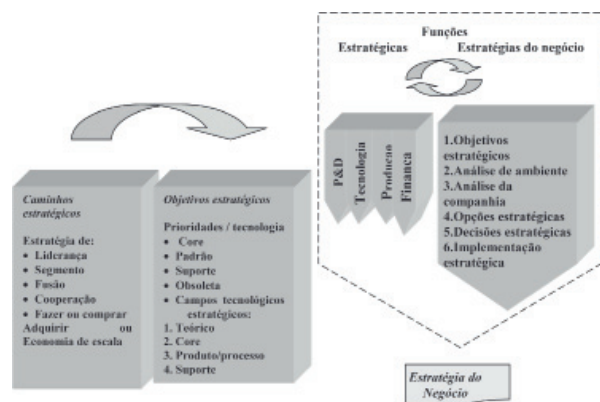 Funções
Estratégicas
Estratégias do negócio
P&D
Tecnologia
Producao
Financa
1.Objetivos
estratégicos
2.Análise de ambiente
3.Análise da
companhia
4.Opções estratégicas
5.Decisões estratégicas
6.Implementação
estratégica
Caminhos
estratégicos
Estratégia de:
• Liderança
• Segmento
• Fusão
• Cooperação
• Fazer ou comprar
Adquirir ou
Economia de escala
Objetivos estratégicos
Prioridades / tecnologia
• Core
• Padrão
• Suporte
• Obsoleta
• Campos tecnológicos
estratégicos:
1. Teórico
2. Core
3. Produto/processo
4. Suporte
Estratégia do
Negócio